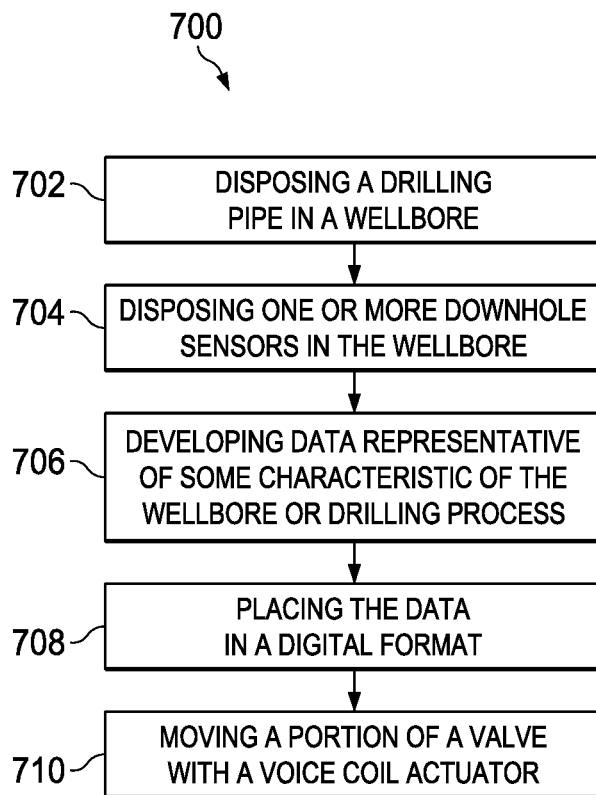 700
702
DISPOSING A DRILLING
PIPE IN A WELLBORE
704
DISPOSING ONE OR MORE DOWNHOLE
SENSORS IN THE WELLBORE
706
DEVELOPING DATA REPRESENTATIVE
OF SOME CHARACTERISTIC OF THE
WELLBORE OR DRILLING PROCESS
708
PLACING THE DATA
IN A DIGITAL FORMAT
710
MOVING A PORTION OF A VALVE
WITH A VOICE COIL ACTUATOR